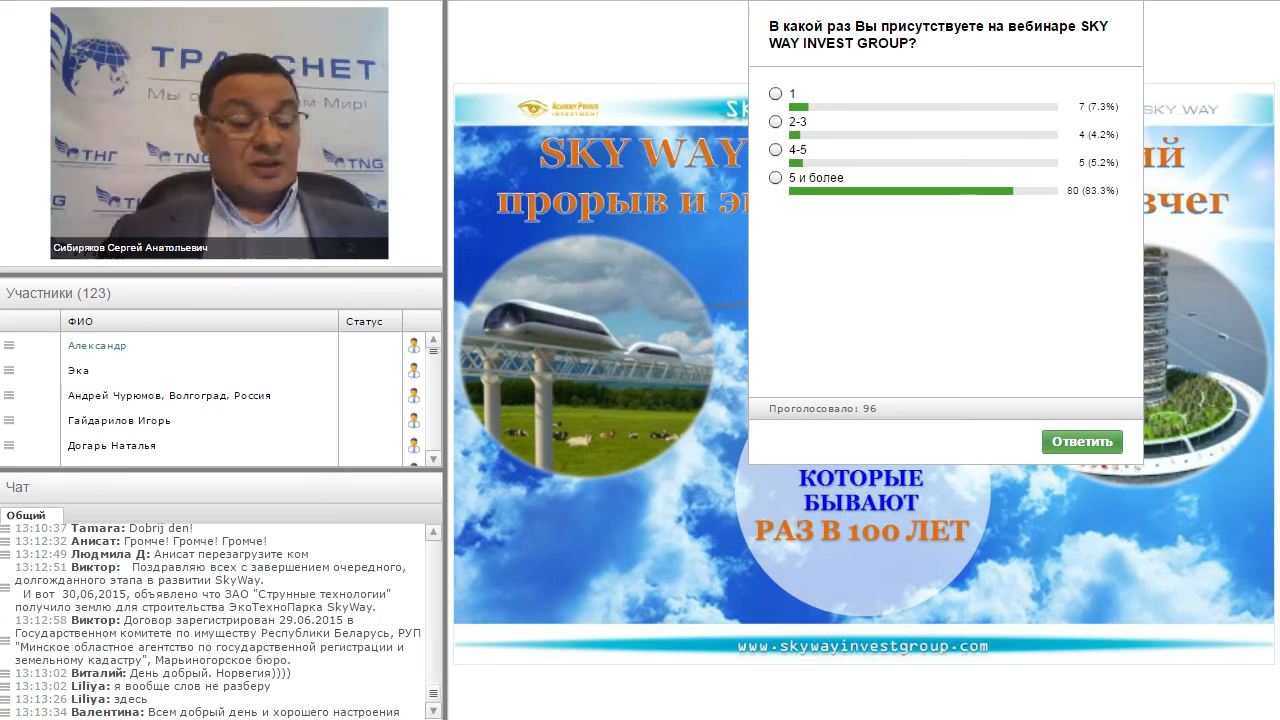 ТРАНСНЕТ
ТНГ
TNG
TNG
Сибиряков Сергей Анатольевич
Участники (123)
ФИО
Статус
Александр
Эка
Андрей Чурюмов, Волгоград, Россия
Гайдарилов Игорь
Догарь Наталья
Чат
Общий
13:10:37 Tamara: Dobrij den!
13:12:32 Анисат: Громче! Громче! Громче!
13:12:49 Людмила Д: Анисат перезагрузите ком
13:12:51 Виктор: Поздравляю всех с завершением очередного,
долгожданного этапа в развитии SkyWay.
И вот 30,06,2015, объявлено что ЗАО "Струнные технологии"
получило землю для строительства ЭкоТехноПарка SkyWay.
13:12:58 Виктор: Договор зарегистрирован 29.06.2015 в
Государственном комитете по имуществу Республики Беларусь, РУП
"Минское областное агентство по государственной регистрации и
земельному кадастру", Марьиногорское бюро.
13:13:02 Виталий: День добрый. Норвегия))))
13:13:02 Liliya: я вообще слов не разберу
13:13:26 Liliya: здесь
13:13:34 Валентина: Всем добрый день и хорошего настроения
ACADEMY PRIVATE
INVESTMENT
SKY WAY
SKY WAY
прорыв и
В какой раз Вы присутствуете на вебинаре SKY
WAY INVEST GROUP?
1
7 (7.3%)
2-3
4 (4.2%)
4-5
5 (5.2%)
5 и более
80 (83.3%)
Проголосовало: 96
Ответить
КОТОРЫЕ
БЫВАЮТ
РАЗ В 100 ЛЕТ
www.skywayinvestgroup.com